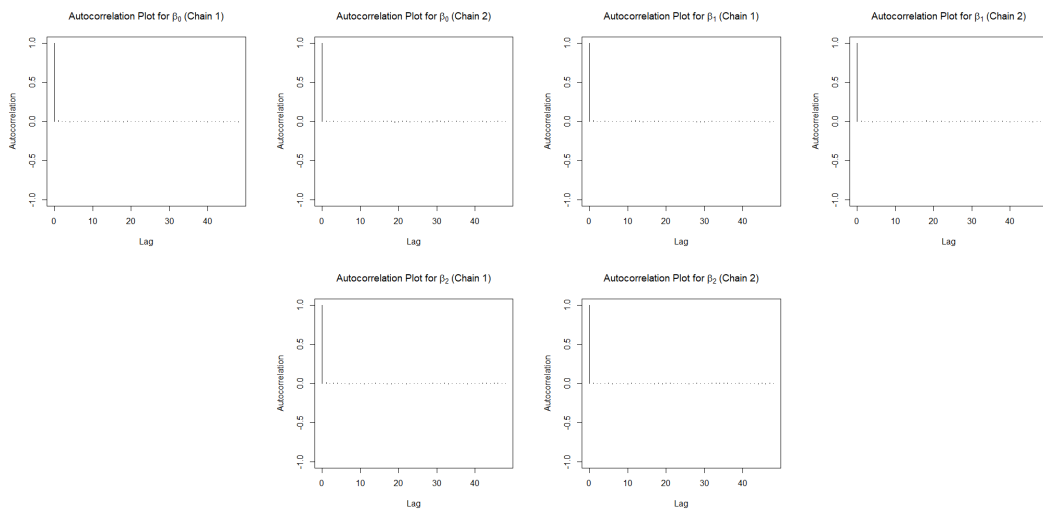 Autocorrelation Plot for β0 (Chain 1)
Autocorrelation
1.0
0.5
0.0
-0.5
-1.0
0 10 20 30 40
Lag
Autocorrelation Plot for β0 (Chain 2)
Autocorrelation
1.0
0.5
0.0
-0.5
-1.0
0 10 20 30 40
Lag
Autocorrelation Plot for β1 (Chain 1)
Autocorrelation
1.0
0.5
0.0
-0.5
-1.0
0 10 20 30 40
Lag
Autocorrelation Plot for β1 (Chain 2)
Autocorrelation
1.0
0.5
0.0
-0.5
-1.0
0 10 20 30 40
Lag
Autocorrelation Plot for β2 (Chain 1)
Autocorrelation
1.0
0.5
0.0
-0.5
-1.0
0 10 20 30 40
Lag
Autocorrelation Plot for β2 (Chain 2)
Autocorrelation
1.0
0.5
0.0
-0.5
-1.0
0 10 20 30 40
Lag